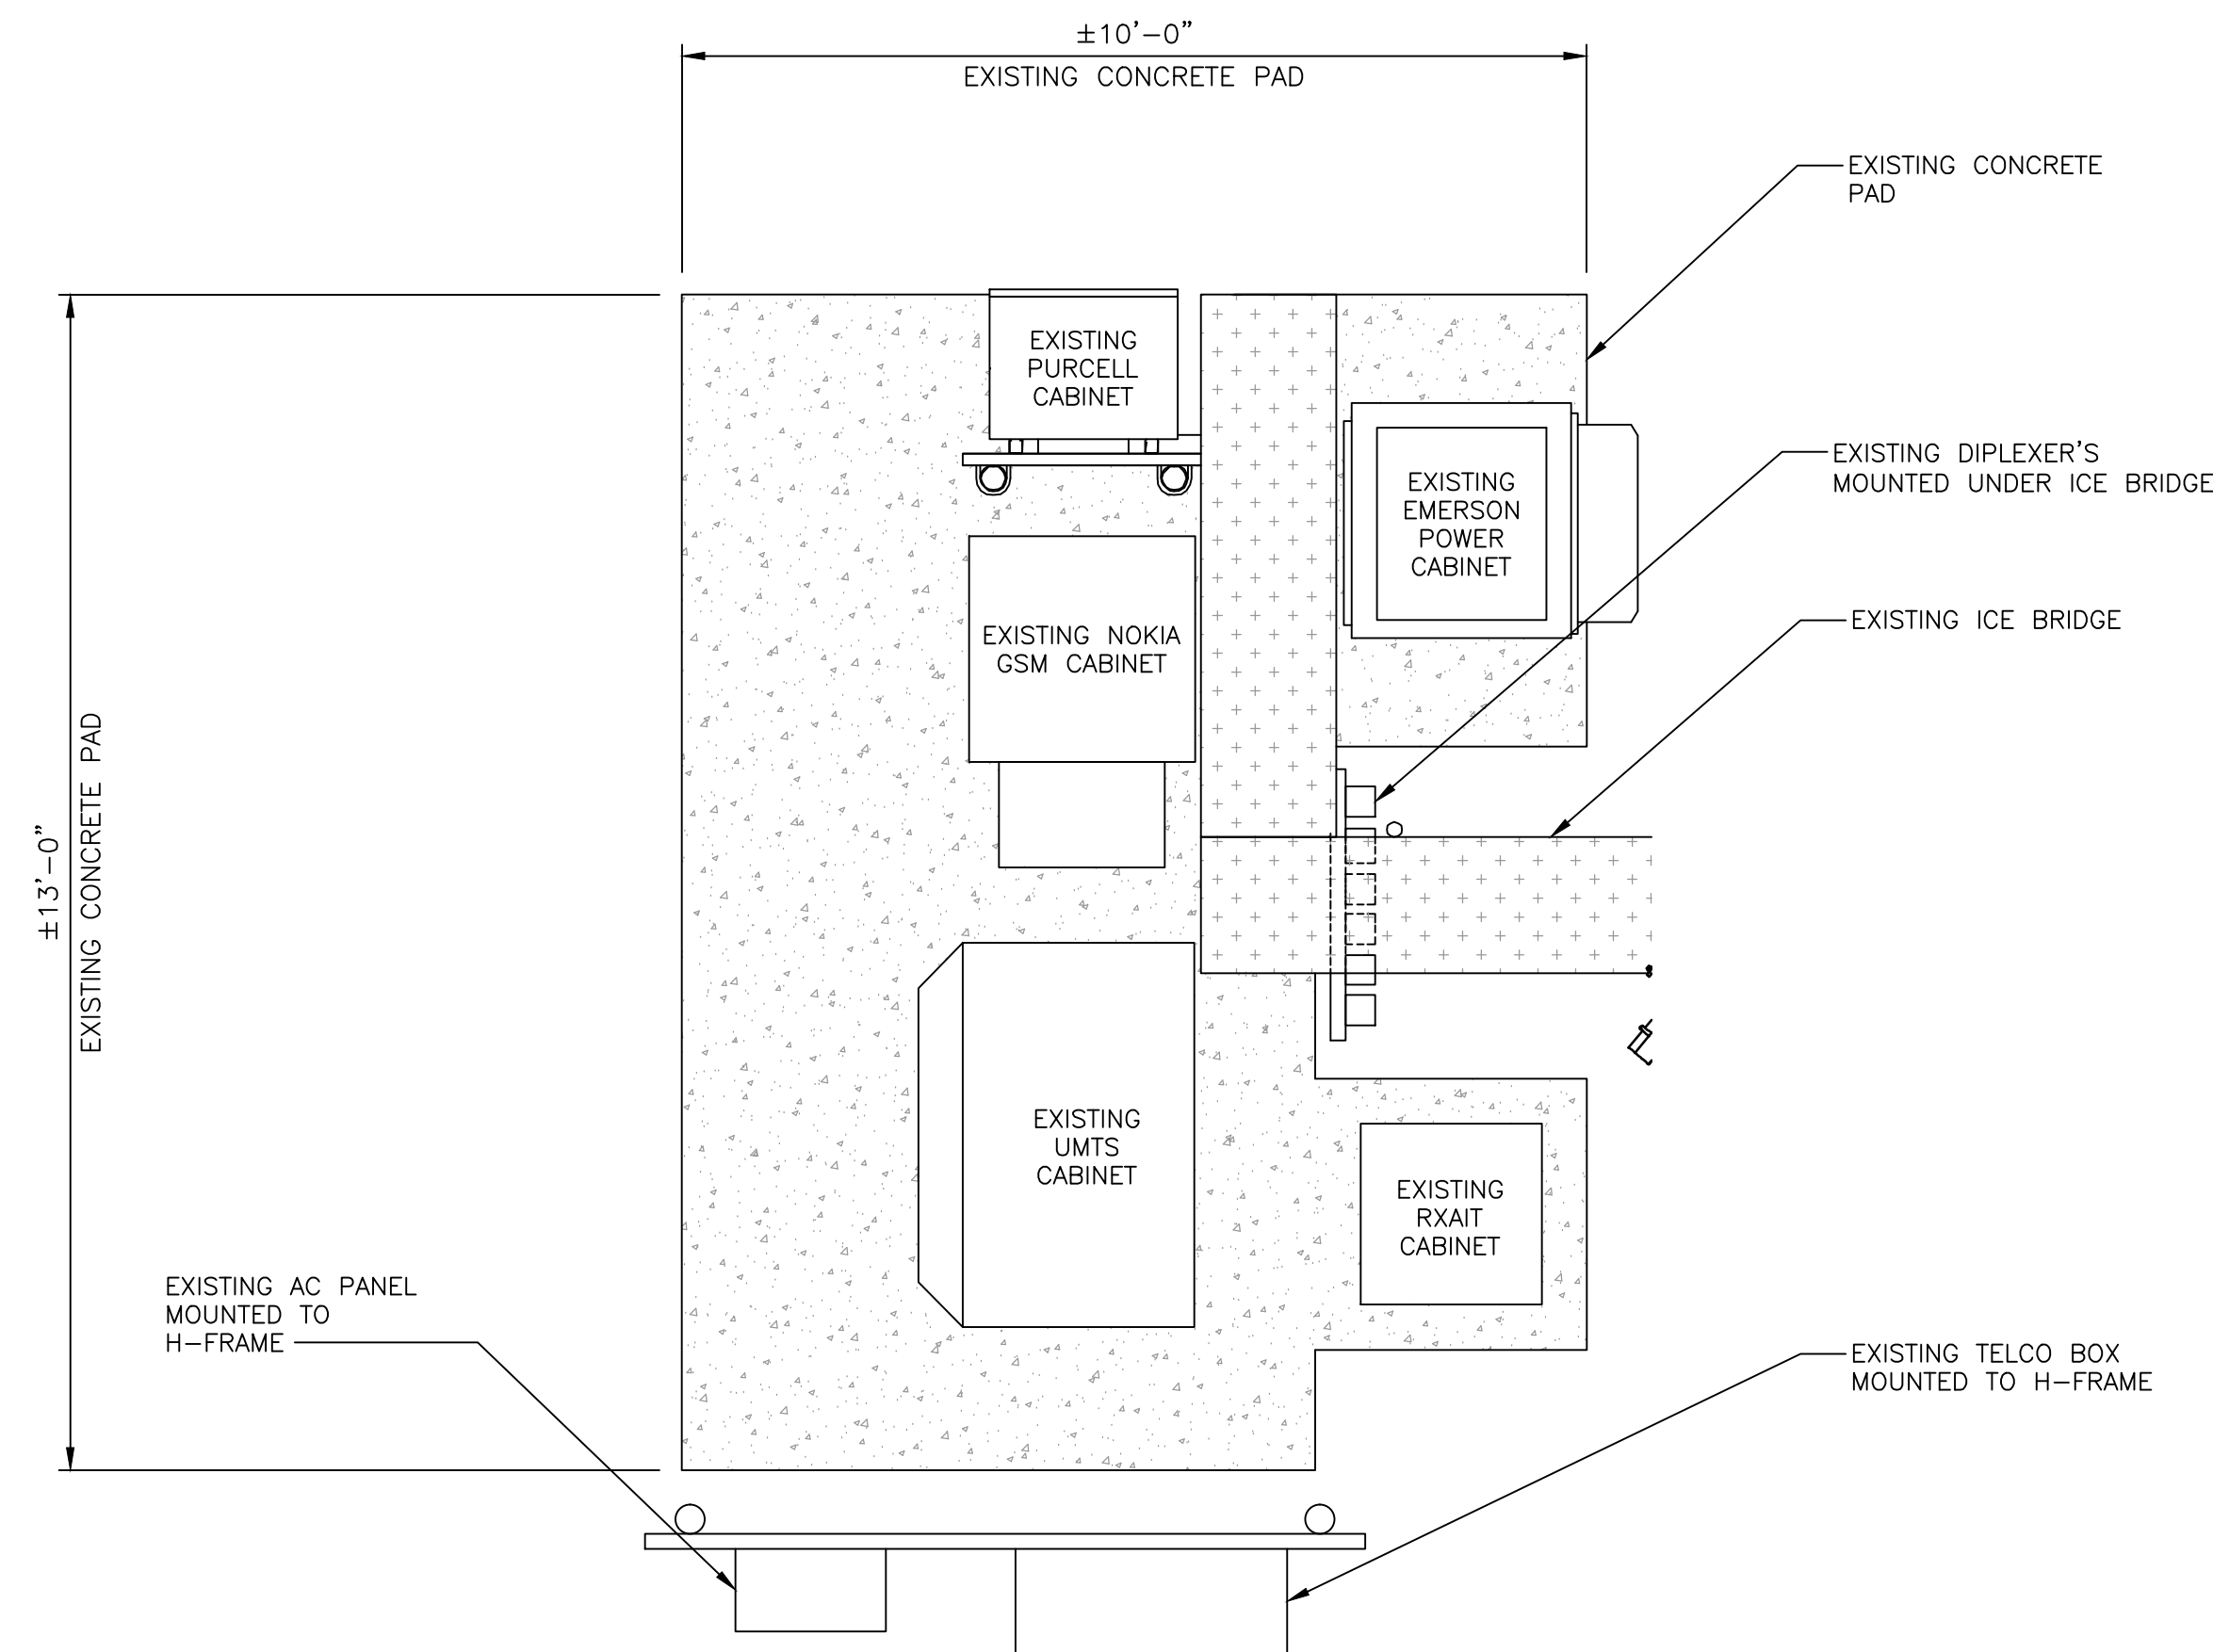 ±10'-0"
EXISTING CONCRETE PAD
EXISTING CONCRETE
PAD
EXISTING
PURCELL
CABINET
EXISTING
EMERSON
POWER
CABINET
EXISTING DIPLEXER'S
MOUNTED UNDER ICE BRIDGE
EXISTING ICE BRIDGE
EXISTING NOKIA
GSM CABINET
±13'-0"
EXISTING CONCRETE PAD
EXISTING
UMTS
CABINET
EXISTING
RXAIT
CABINET
EXISTING AC PANEL
MOUNTED TO
H-FRAME
EXISTING TELCO BOX
MOUNTED TO H-FRAME